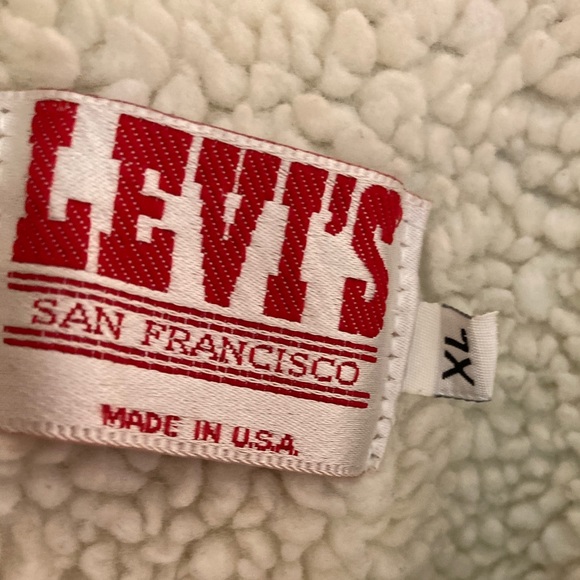 LEVI'S
SAN FRANCISCO
MADE IN U.S.A.
XL